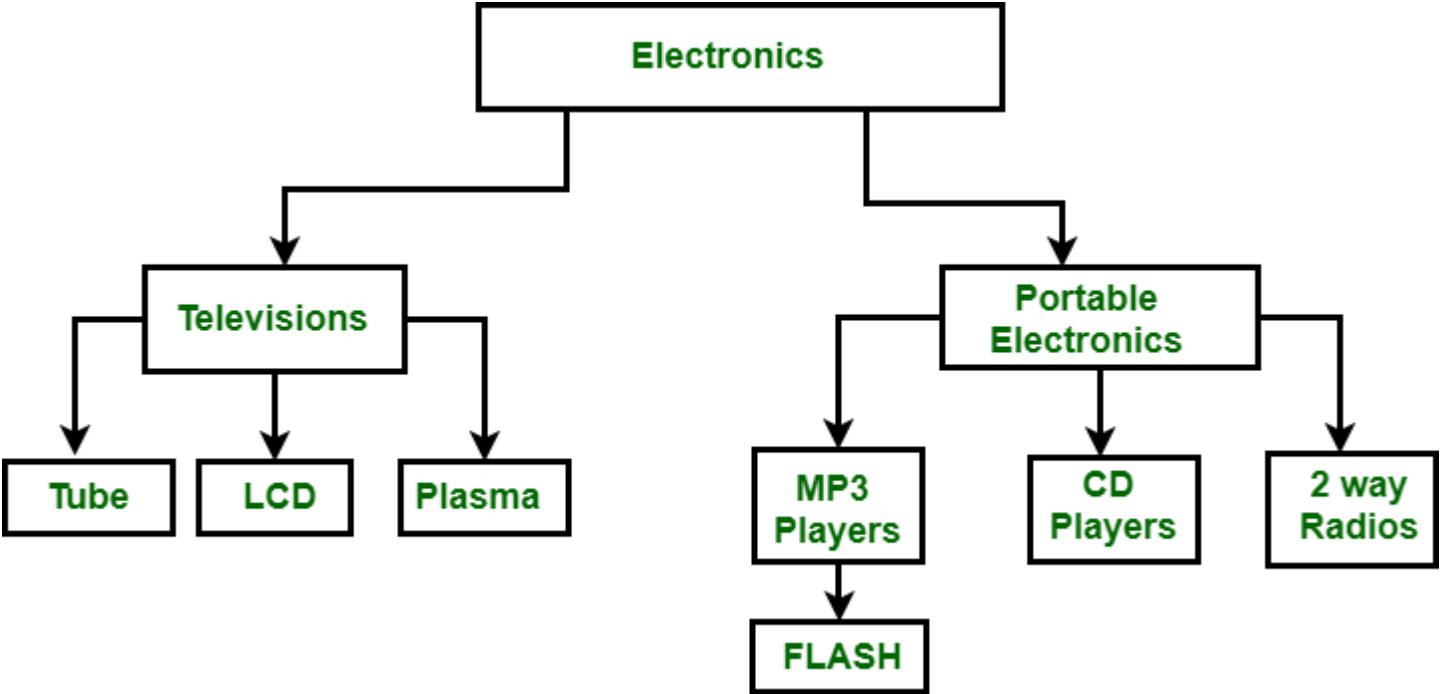 Electronics
Televisions
Portable
Electronics
Tube
LCD
Plasma
MP3
Players
CD
Players
2 way
Radios
FLASH